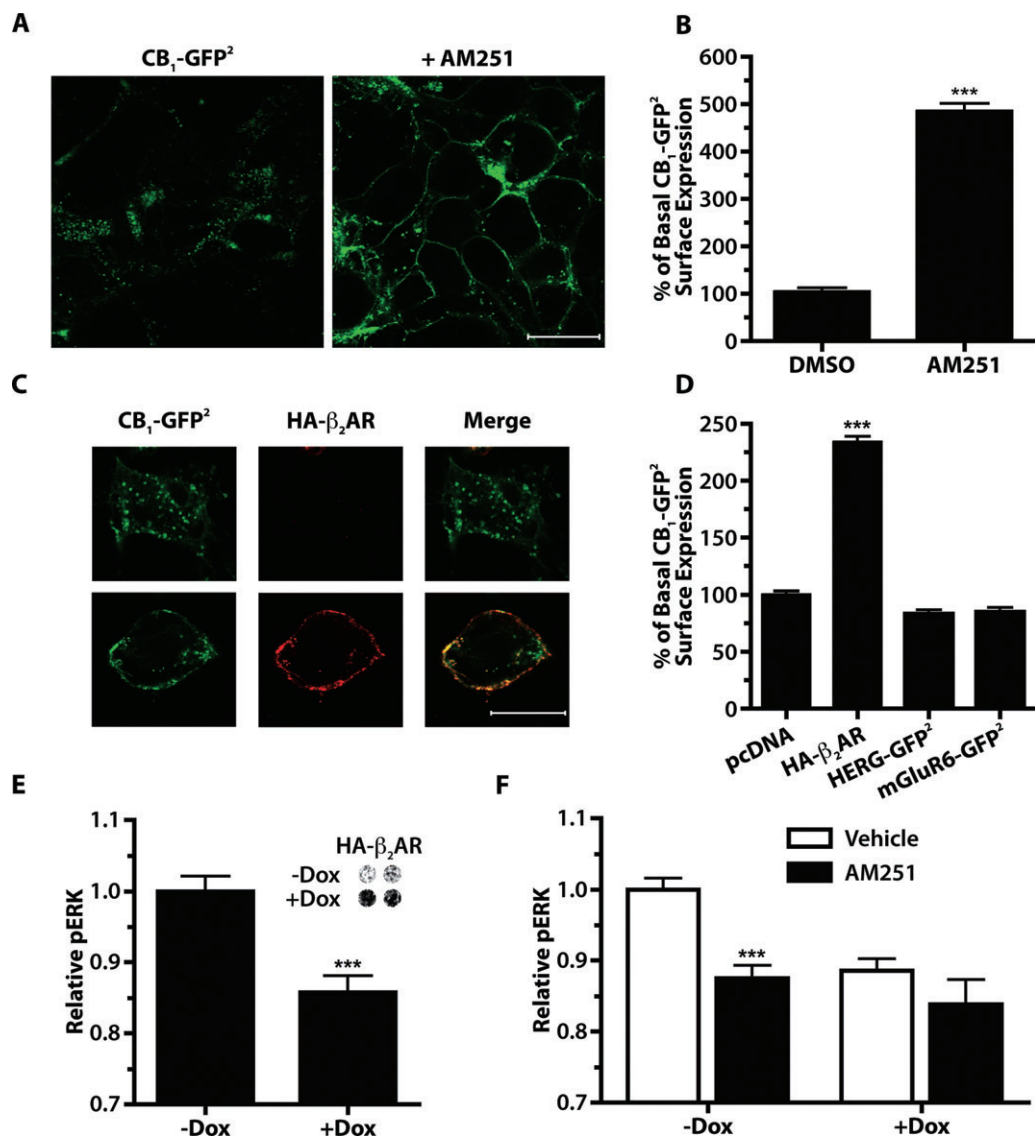 A
CB₁-GFP²
+ AM251
B
% of Basal CB₁-GFP²
Surface Expression
600
500
400
300
200
100
0
***
DMSO
AM251
C
CB₁-GFP²
HA-β₂AR
Merge
D
% of Basal CB₁-GFP²
Surface Expression
250
200
150
100
50
0
***
pcDNA
HA-β₂AR
HERG-GFP²
mGluR6-GFP²
E
Relative pERK
1.1
1.0
0.9
0.8
0.7
HA-β₂AR
-Dox
+Dox
***
-Dox
+Dox
F
Relative pERK
1.1
1.0
0.9
0.8
0.7
Vehicle
AM251
***
-Dox
+Dox